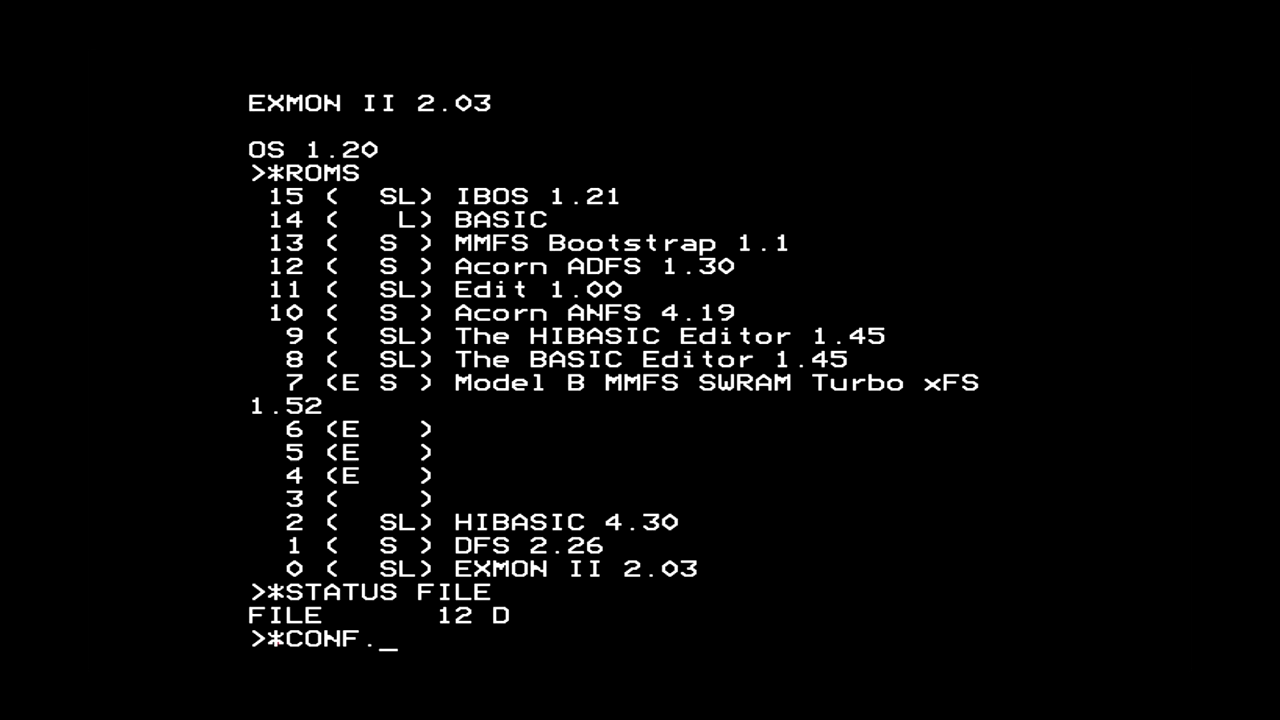 EXMON II 2.03
OS 1.20
>*ROMS
15 (  SL) IBOS 1.21
14 (   L) BASIC
13 (  S ) MMFS Bootstrap 1.1
12 (  S ) Acorn ADFS 1.30
11 (  SL) Edit 1.00
10 (  S ) Acorn ANFS 4.19
9 (  SL) The HIBASIC Editor 1.45
8 (  SL) The BASIC Editor 1.45
7 (E S ) Model B MMFS SWRAM Turbo xFS
1.52
6 (E   )
5 (E   )
4 (E   )
3 (    )
2 (  SL) HIBASIC 4.30
1 (  S ) DFS 2.26
0 (  SL) EXMON II 2.03
>*STATUS FILE
FILE      12 D
>*CONF._